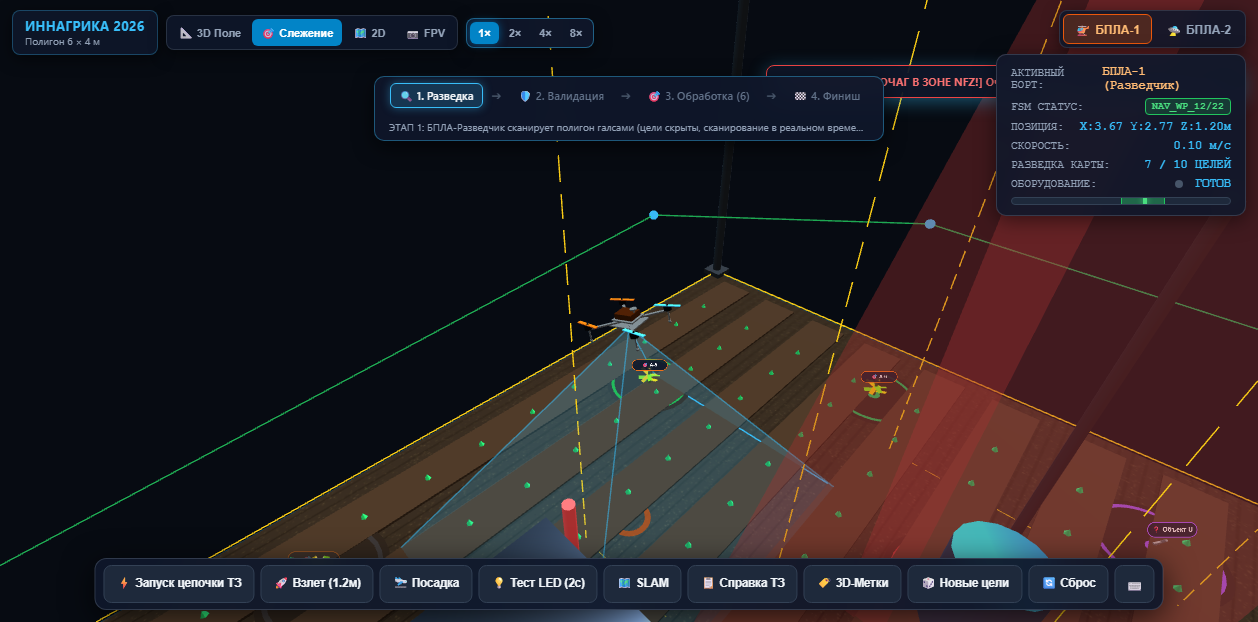 ИННАГРИКА 2026
Полигон 6 × 4 м
3D Поле
Слежение
2D
FPV
1×
2×
4×
8×
БПЛА-1
БПЛА-2
ОЧАГ В ЗОНЕ NFZ!]
1. Разведка → 2. Валидация → 3. Обработка (6) → 4. Финиш
ЭТАП 1: БПЛА-Разведчик сканирует полигон галсами (цели скрыты, сканирование в реальном време...
АКТИВНЫЙ БОРТ:
БПЛА-1 (Разведчик)
FSM СТАТУС: NAV_WP_12/22
ПОЗИЦИЯ: X:3.67 Y:2.77 Z:1.20м
СКОРОСТЬ: 0.10 м/с
РАЗВЕДКА КАРТЫ: 7 / 10 ЦЕЛЕЙ
ОБОРУДОВАНИЕ: ГОТОВ
Объект U
Запуск цепочки ТЗ
Взлет (1.2м)
Посадка
Тест LED (2с)
SLAM
Справка ТЗ
3D-Метки
Новые цели
Сброс